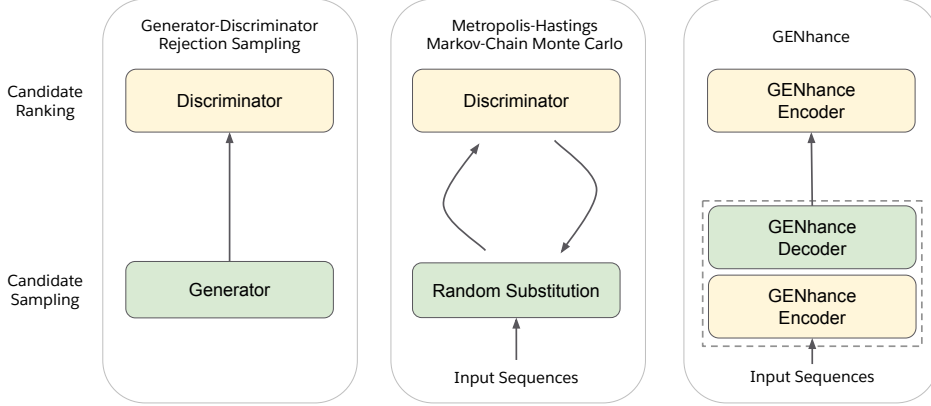 Generator-Discriminator
Rejection Sampling
Metropolis-Hastings
Markov-Chain Monte Carlo
GENhance
Candidate
Ranking
Discriminator
Discriminator
GENhance
Encoder
GENhance
Decoder
Candidate
Sampling
Generator
Random Substitution
GENhance
Encoder
Input Sequences
Input Sequences